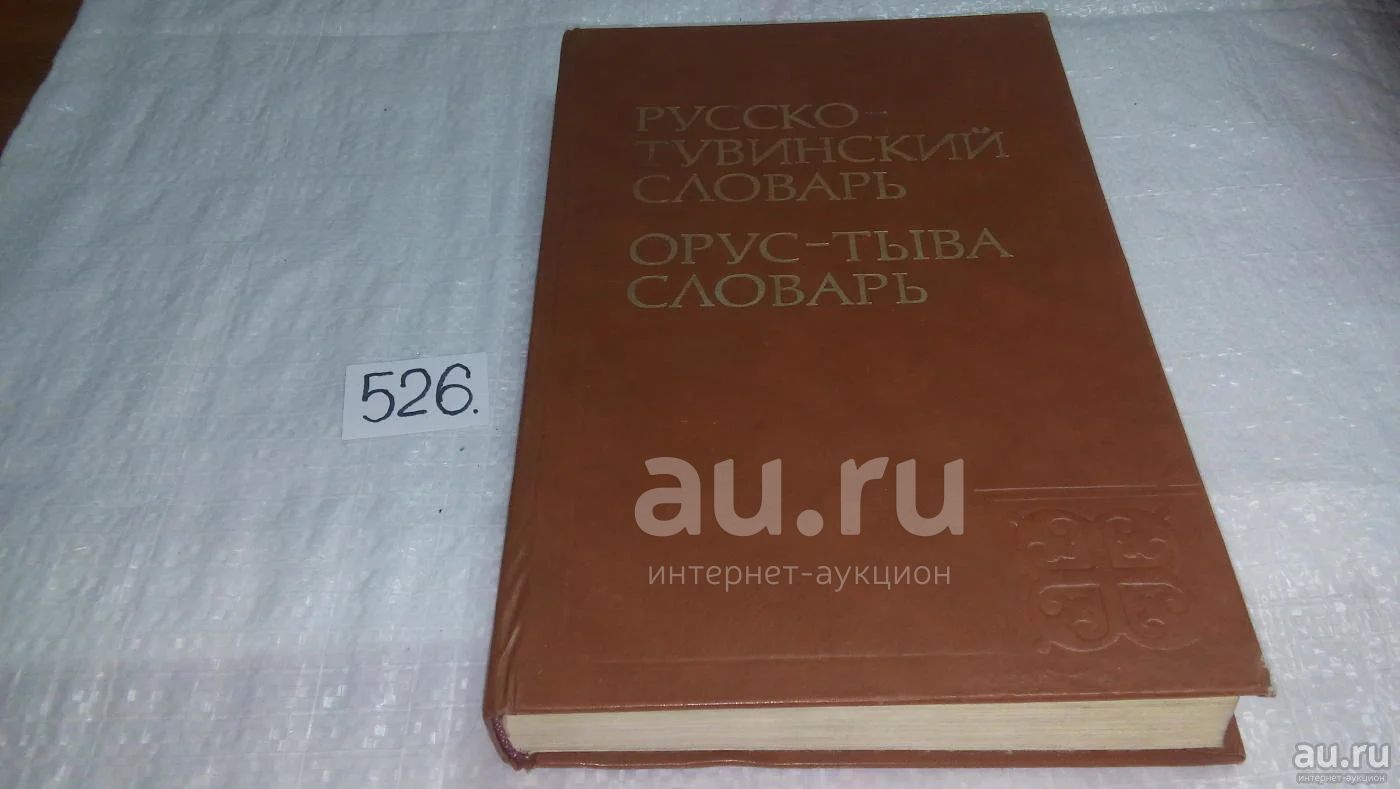 РУССКО-
ТУВИНСКИЙ
СЛОВАРЬ
ОРУС-ТЫВА
СЛОВАРЬ
526.
au.ru
интернет-аукцион
au.ru
интернет-аукцион